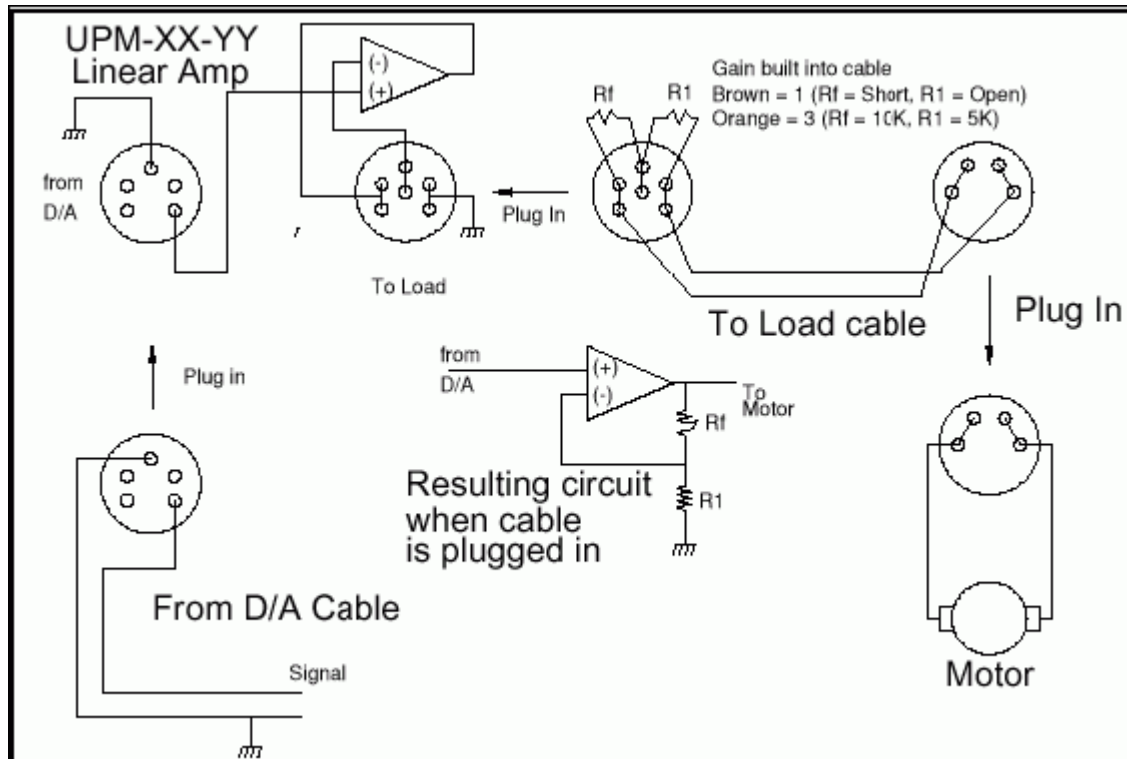 UPM-XX-YY
Linear Amp
(-)
(+)
from
D/A
To Load
Plug In
Rf
R1
Gain built into cable
Brown = 1 (Rf = Short, R1 = Open)
Orange = 3 (Rf = 10K, R1 = 5K)
To Load cable
Plug In
Plug in
from
D/A
(+)
(-)
To
Motor
Rf
R1
Resulting circuit
when cable
is plugged in
From D/A Cable
Signal
Motor